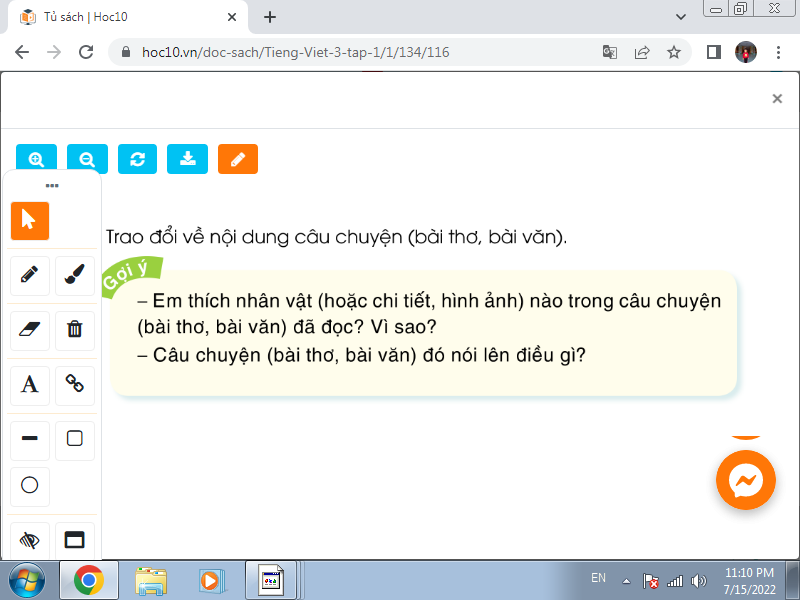 Tủ sách | Hoc10
hoc10.vn/doc-sach/Tieng-Viet-3-tap-1/1/134/116
Trao đổi về nội dung câu chuyện (bài thơ, bài văn).
Gợi ý
– Em thích nhân vật (hoặc chi tiết, hình ảnh) nào trong câu chuyện
(bài thơ, bài văn) đã đọc? Vì sao?
– Câu chuyện (bài thơ, bài văn) đó nói lên điều gì?
A
EN
11:10 PM
7/15/2022